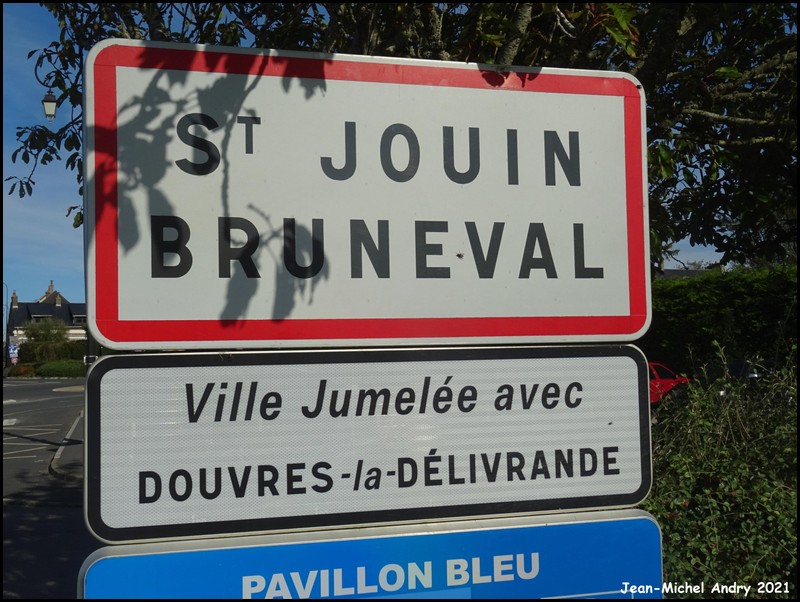 ST JOUIN
BRUNEVAL
Ville Jumelée avec
DOUVRES-la-DÉLIVRANDE
PAVILLON BLEU
Jean-Michel Andry 2021